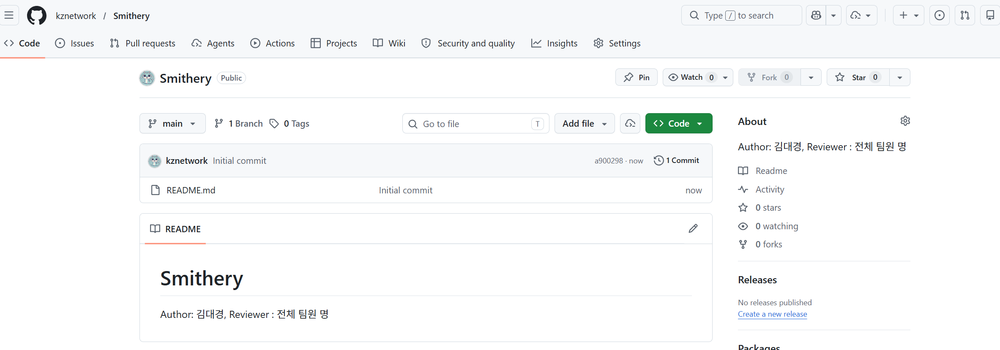 kznetwork / Smithery
Type / to search
Code Issues Pull requests Agents Actions Projects Wiki Security and quality Insights Settings
Smithery Public
Pin Watch 0 Fork 0 Star 0
main 1 Branch 0 Tags Go to file T Add file Code
kznetwork Initial commit a900298 · now 1 Commit
README.md Initial commit now
README
Smithery
Author: 김대경, Reviewer : 전체 팀원 명
About
Author: 김대경, Reviewer : 전체 팀원 명
Readme
Activity
0 stars
0 watching
0 forks
Releases
No releases published
Create a new release
Packages